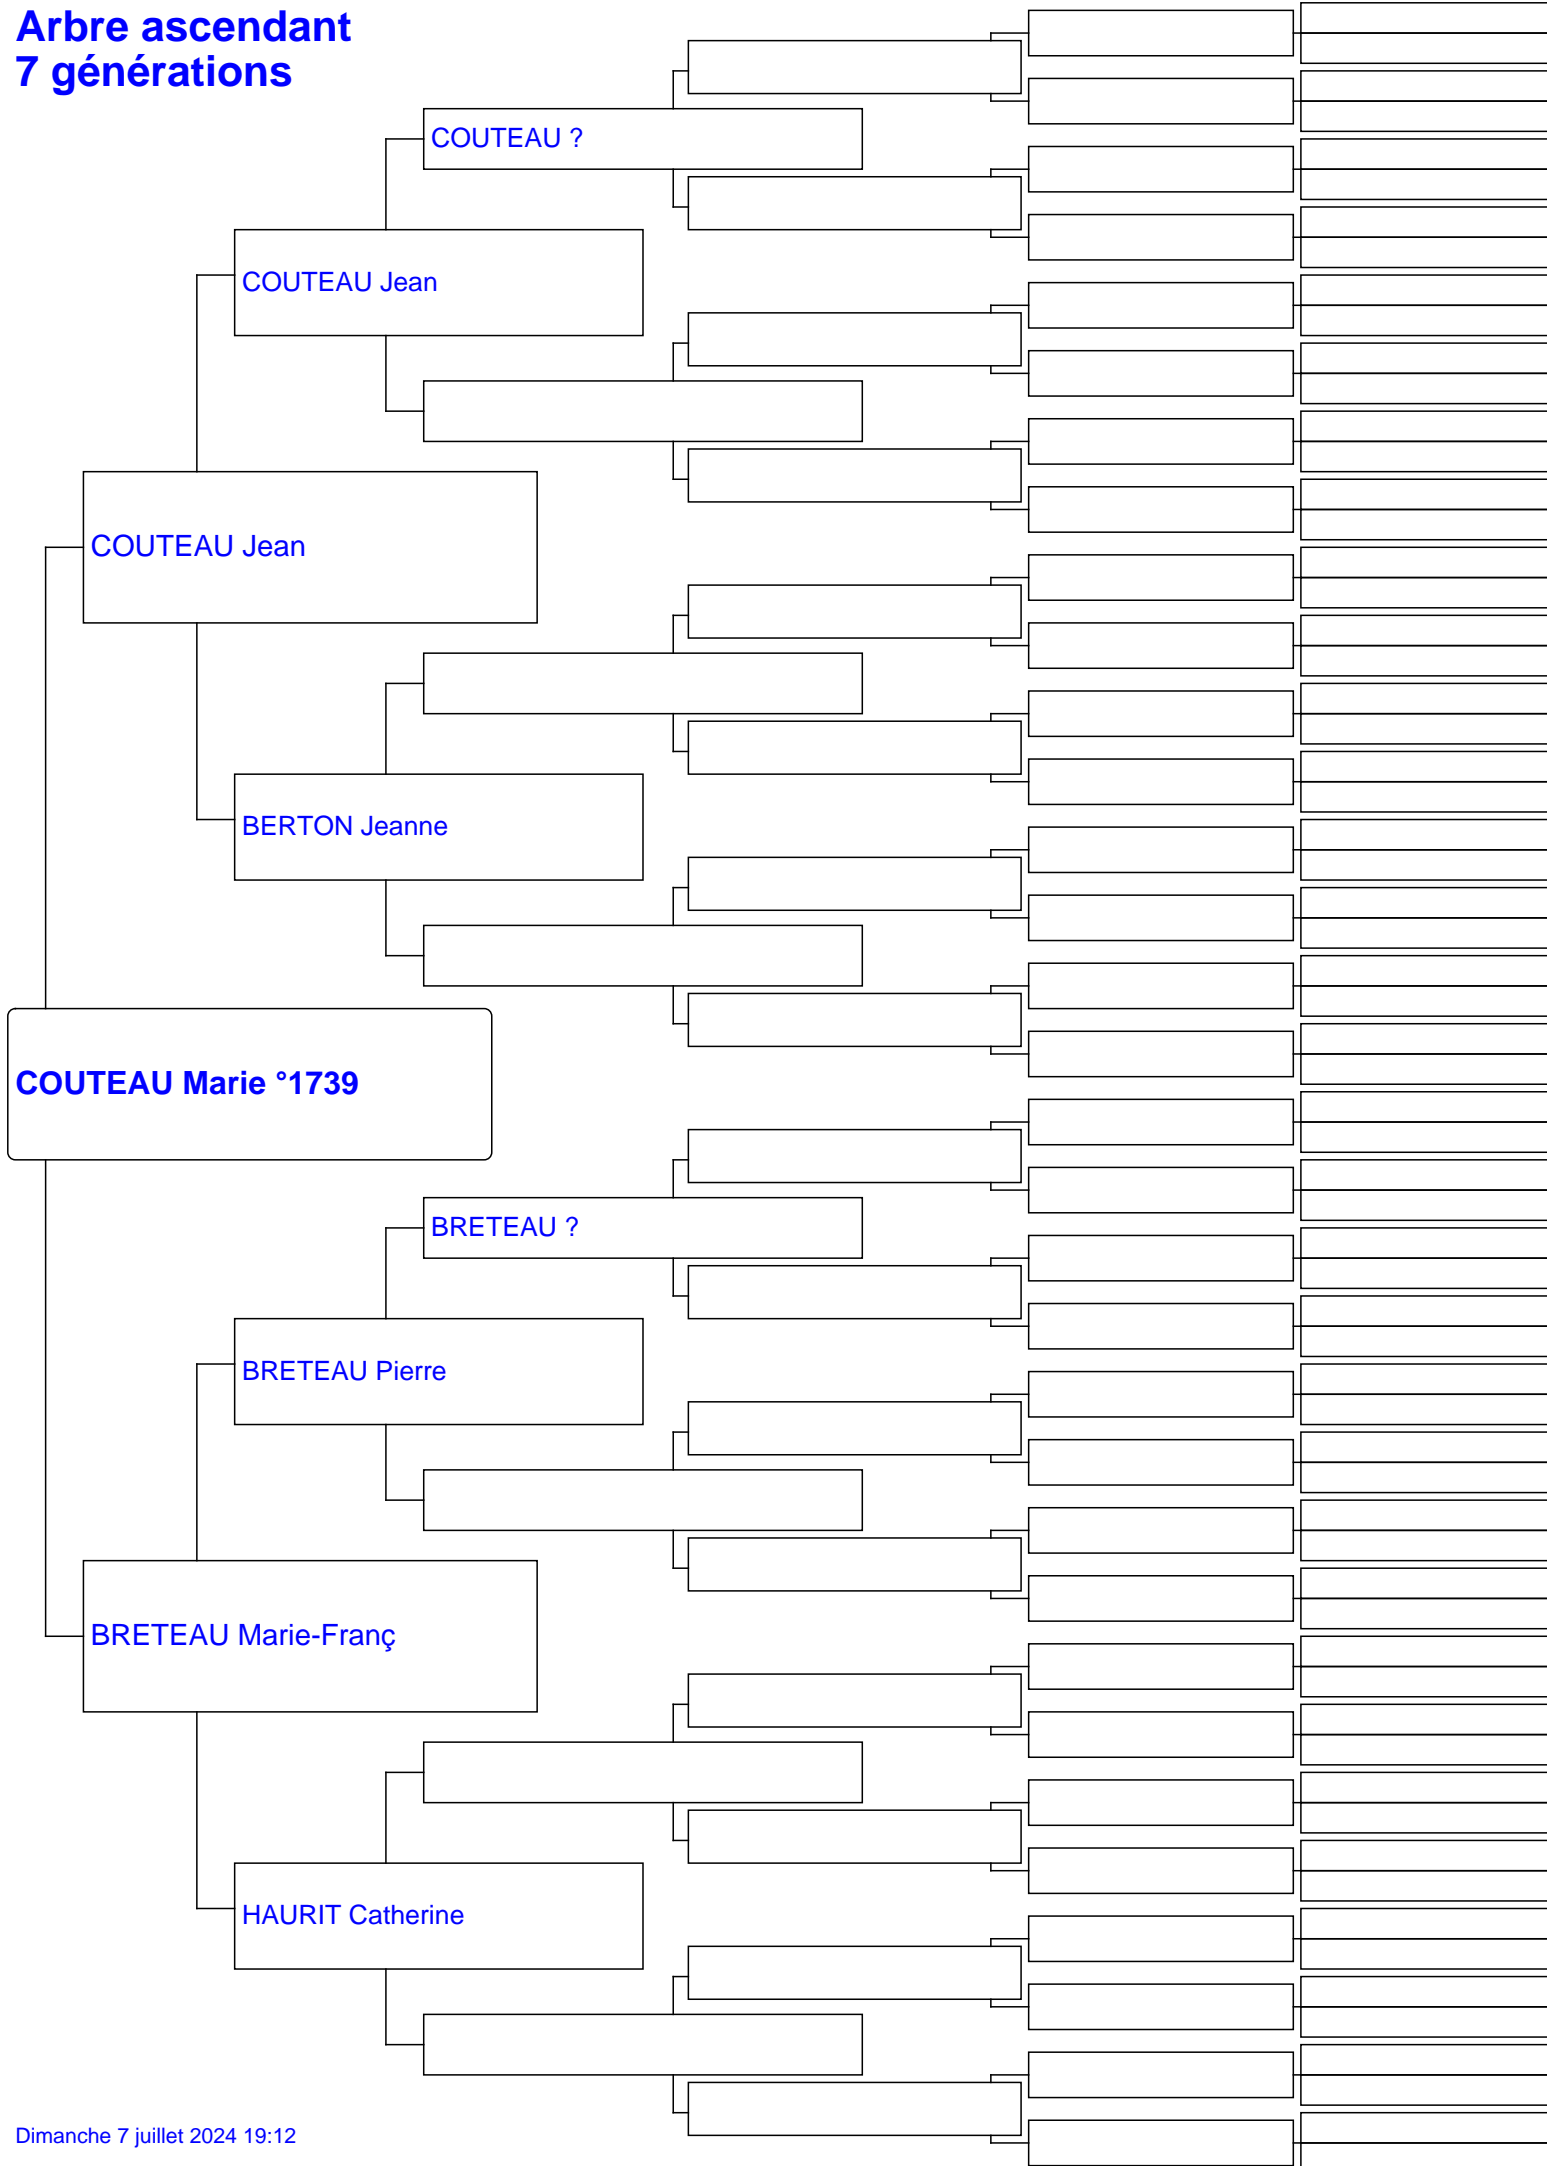 Arbre ascendant
7 générations
COUTEAU ?
COUTEAU Jean
COUTEAU Jean
BERTON Jeanne
COUTEAU Marie °1739
BRETEAU ?
BRETEAU Pierre
BRETEAU Marie-Franç
HAURIT Catherine
Dimanche 7 juillet 2024 19:12